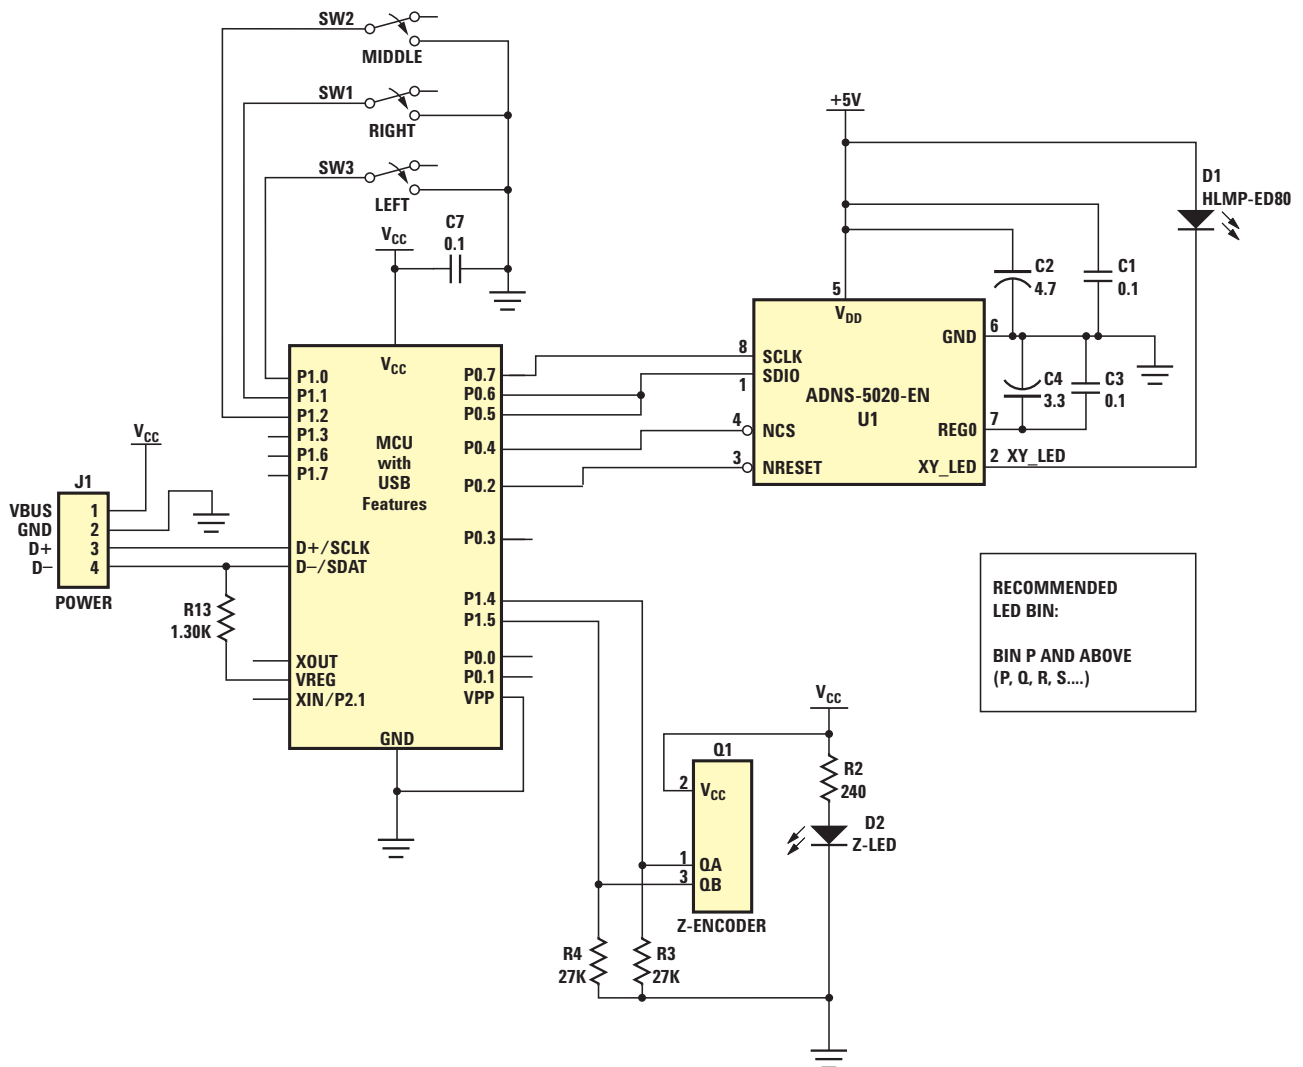 SW2
MIDDLE
SW1
RIGHT
SW3
LEFT
C7
0.1
VCC
+5V
D1
HLMP-ED80
C2
4.7
C1
0.1
5
VDD
6
GND
8
SCLK
1
SDIO
ADNS-5020-EN
U1
4
NCS
3
NRESET
7
REG0
2 XY_LED
XY_LED
C4
3.3
C3
0.1
VCC
P1.0
P1.1
P1.2
P1.3
P1.6
P1.7
MCU
with
USB
Features
P0.7
P0.6
P0.5
P0.4
P0.2
P0.3
P1.4
P1.5
P0.0
P0.1
VPP
D+/SCLK
D–/SDAT
XOUT
VREG
XIN/P2.1
GND
VCC
J1
VBUS 1
GND 2
D+ 3
D– 4
POWER
R13
1.30K
RECOMMENDED
LED BIN:
BIN P AND ABOVE
(P, Q, R, S....)
VCC
Q1
2
VCC
1
QA
3
QB
Z-ENCODER
R2
240
D2
Z-LED
R4
27K
R3
27K